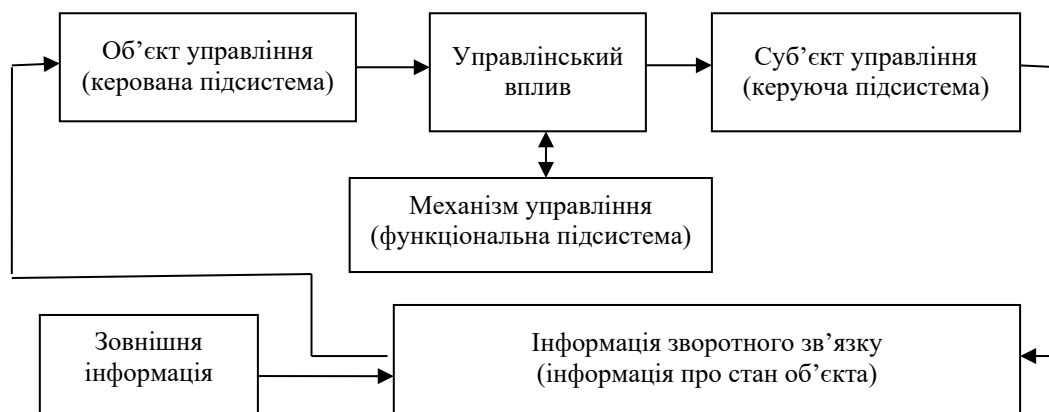 Об’єкт управління
(керована підсистема)
Управлінський
вплив
Суб’єкт управління
(керуюча підсистема)
Механізм управління
(функціональна підсистема)
Зовнішня
інформація
Інформація зворотного зв’язку
(інформація про стан об’єкта)